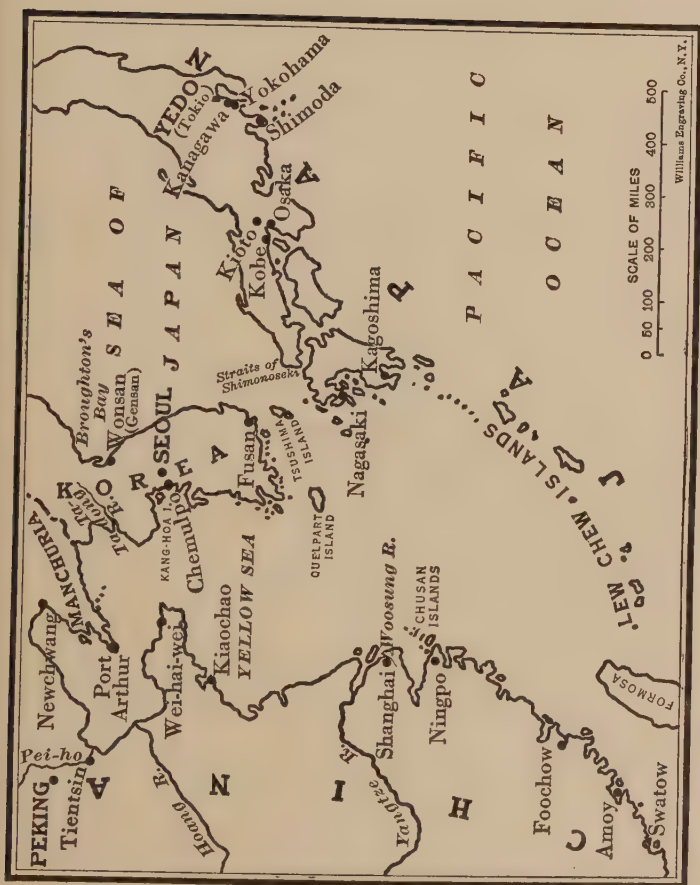 PEKING
Pei-ho
Tientsin
Newchwang
MANCHURIA
Port
Arthur
Hoang R.
Wei-hai-wei
Kiaochao
YELLOW SEA
CHINA
Yangtze R.
Shanghai
Woosung R.
Ningpo
CHUSAN
ISLANDS
Foochow
Amoy
Swatow
FORMOSA
KOREA
Ta-
Tong
R.
Broughton's
Bay
Wonsan
(Gensan)
SEOUL
KANG-HOA I.
Chemulpo
Fusan
TSUSHIMA
ISLAND
QUELPART
ISLAND
SEA OF
JAPAN
Straits of
Shimonoseki
Nagasaki
Kagoshima
Kioto
Kobe
Osaka
YEDO
(Tokio)
Kanagawa
Yokohama
Shimoda
JAPAN
LEW CHEW ISLANDS
PACIFIC
OCEAN
SCALE OF MILES
0 50 100 200 300 400 500
Williams Engraving Co., N.Y.